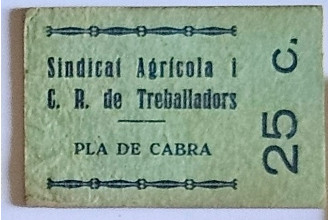 Sindicat Agrícola i
C. R. de Treballadors
PLA DE CABRA
25 c.